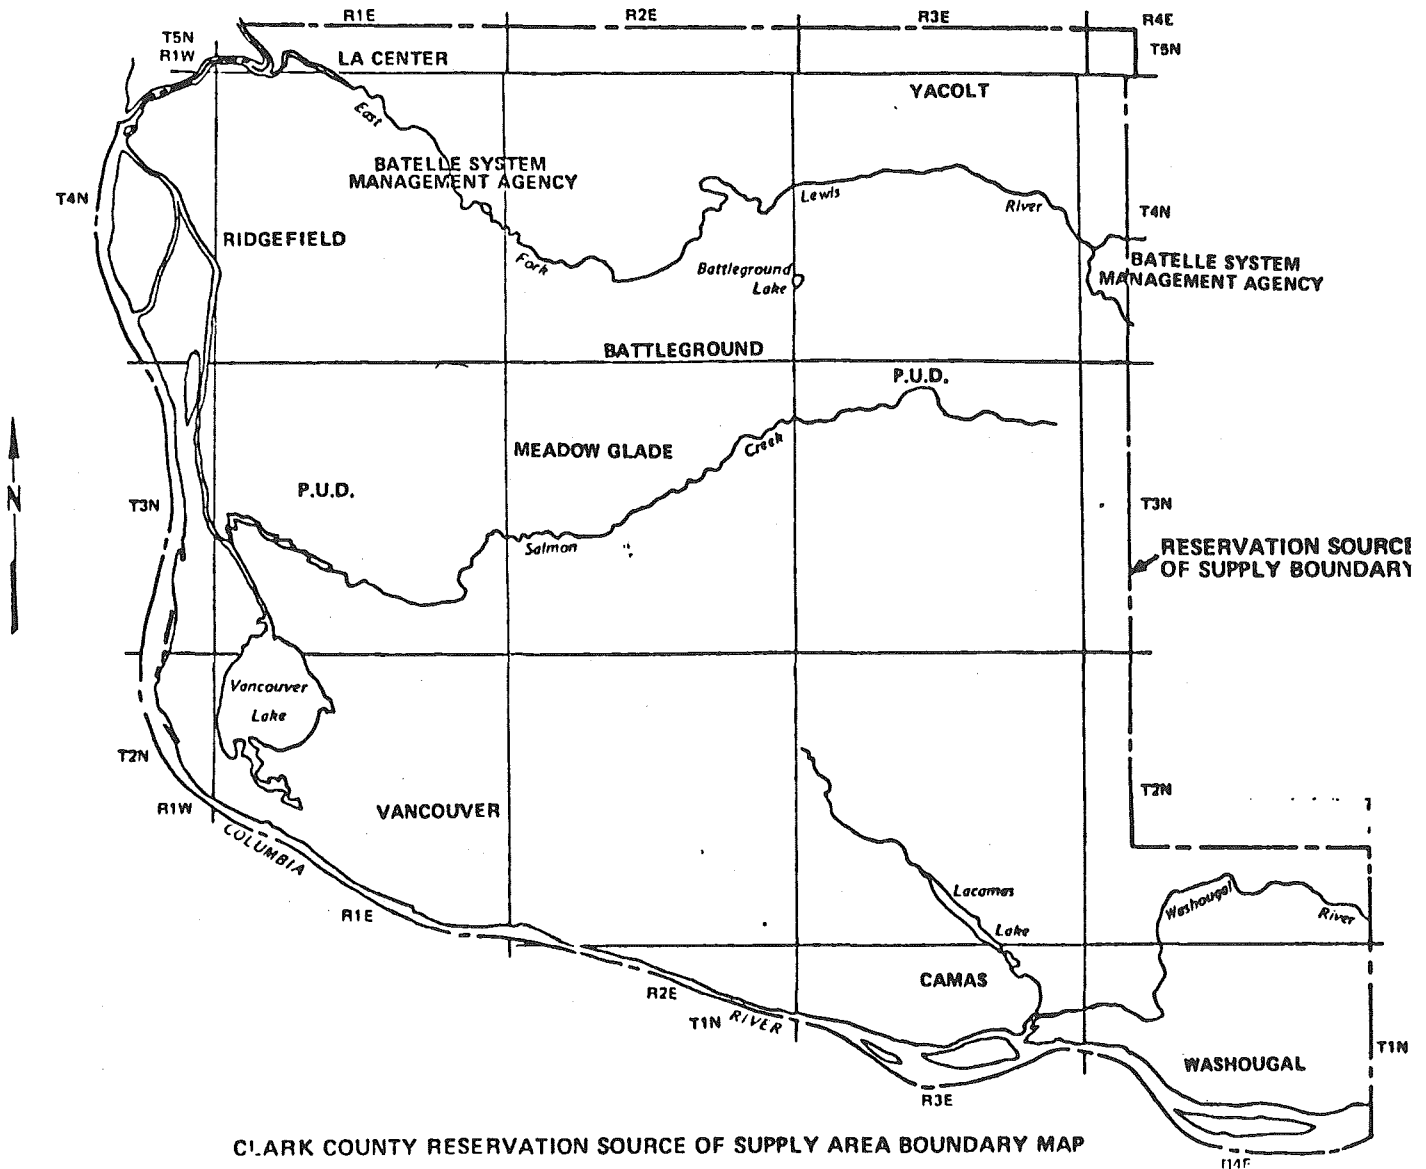 R1E
R2E
R3E
R4E
T5N
R1W
T5N
LA CENTER
YACOLT
East
BATELLE SYSTEM
MANAGEMENT AGENCY
T4N
Lewis
River
T4N
RIDGEFIELD
Fork
Battleground
Lake
BATELLE SYSTEM
MANAGEMENT AGENCY
BATTLEGROUND
P.U.D.
MEADOW GLADE
Creek
P.U.D.
N
T3N
T3N
Salmon
RESERVATION SOURCE
OF SUPPLY BOUNDARY
Vancouver
Lake
T2N
T2N
R1W
VANCOUVER
COLUMBIA
Lacamas
Lake
Washougal
River
R1E
CAMAS
R2E
T1N
RIVER
T1N
WASHOUGAL
R3E
CLARK COUNTY RESERVATION SOURCE OF SUPPLY AREA BOUNDARY MAP